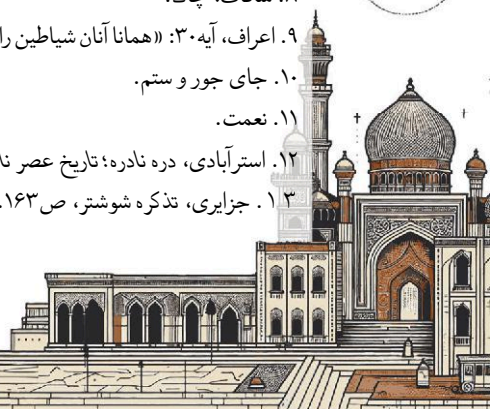 ۹. اعراف، آیه۳۰: «همانا آنان شیاطین را
۱۰. جای جور و ستم.
۱۱. نعمت.
۱۲. استرآبادی، دره نادره؛ تاریخ عصر
۱۳. جزایری، تذکره شوشتر، ص۱۶۳.